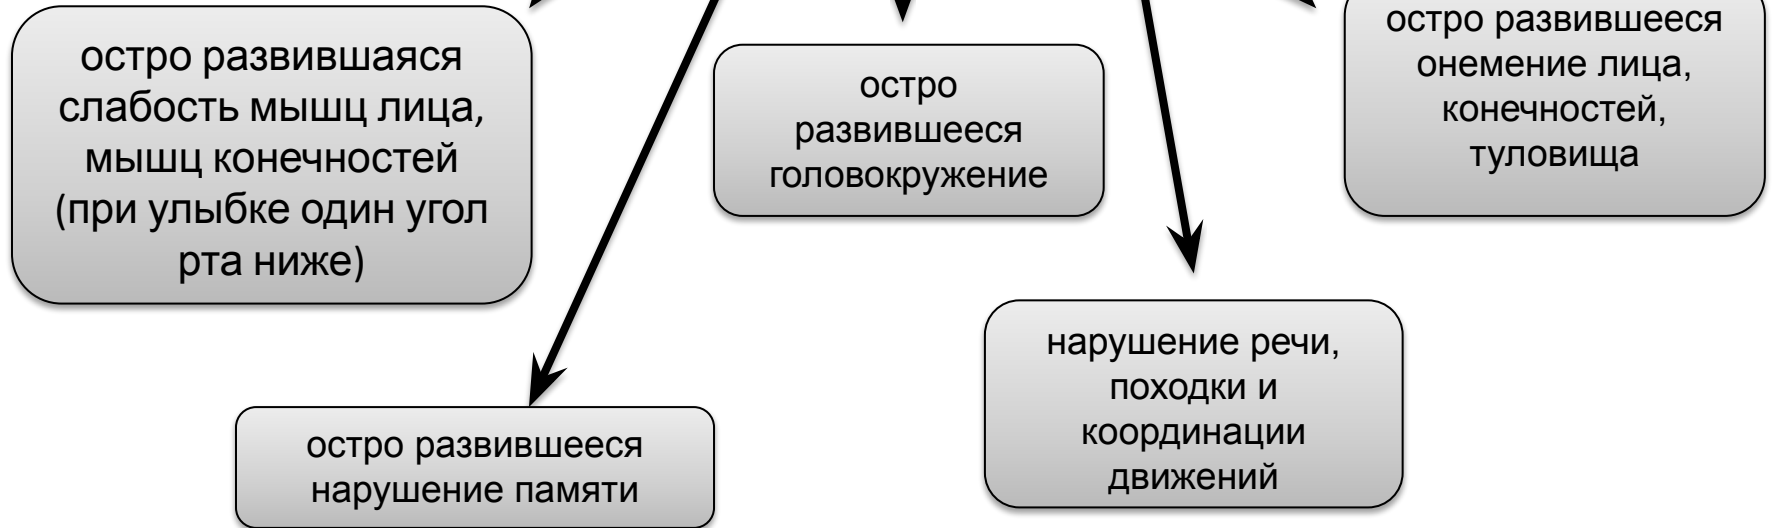 остро развившаяся
слабость мышц лица,
мышц конечностей
(при улыбке один угол
рта ниже)
остро
развившееся
головокружение
остро развившееся
онемение лица,
конечностей,
туловища
остро развившееся
нарушение памяти
нарушение речи,
походки и
координации
движений